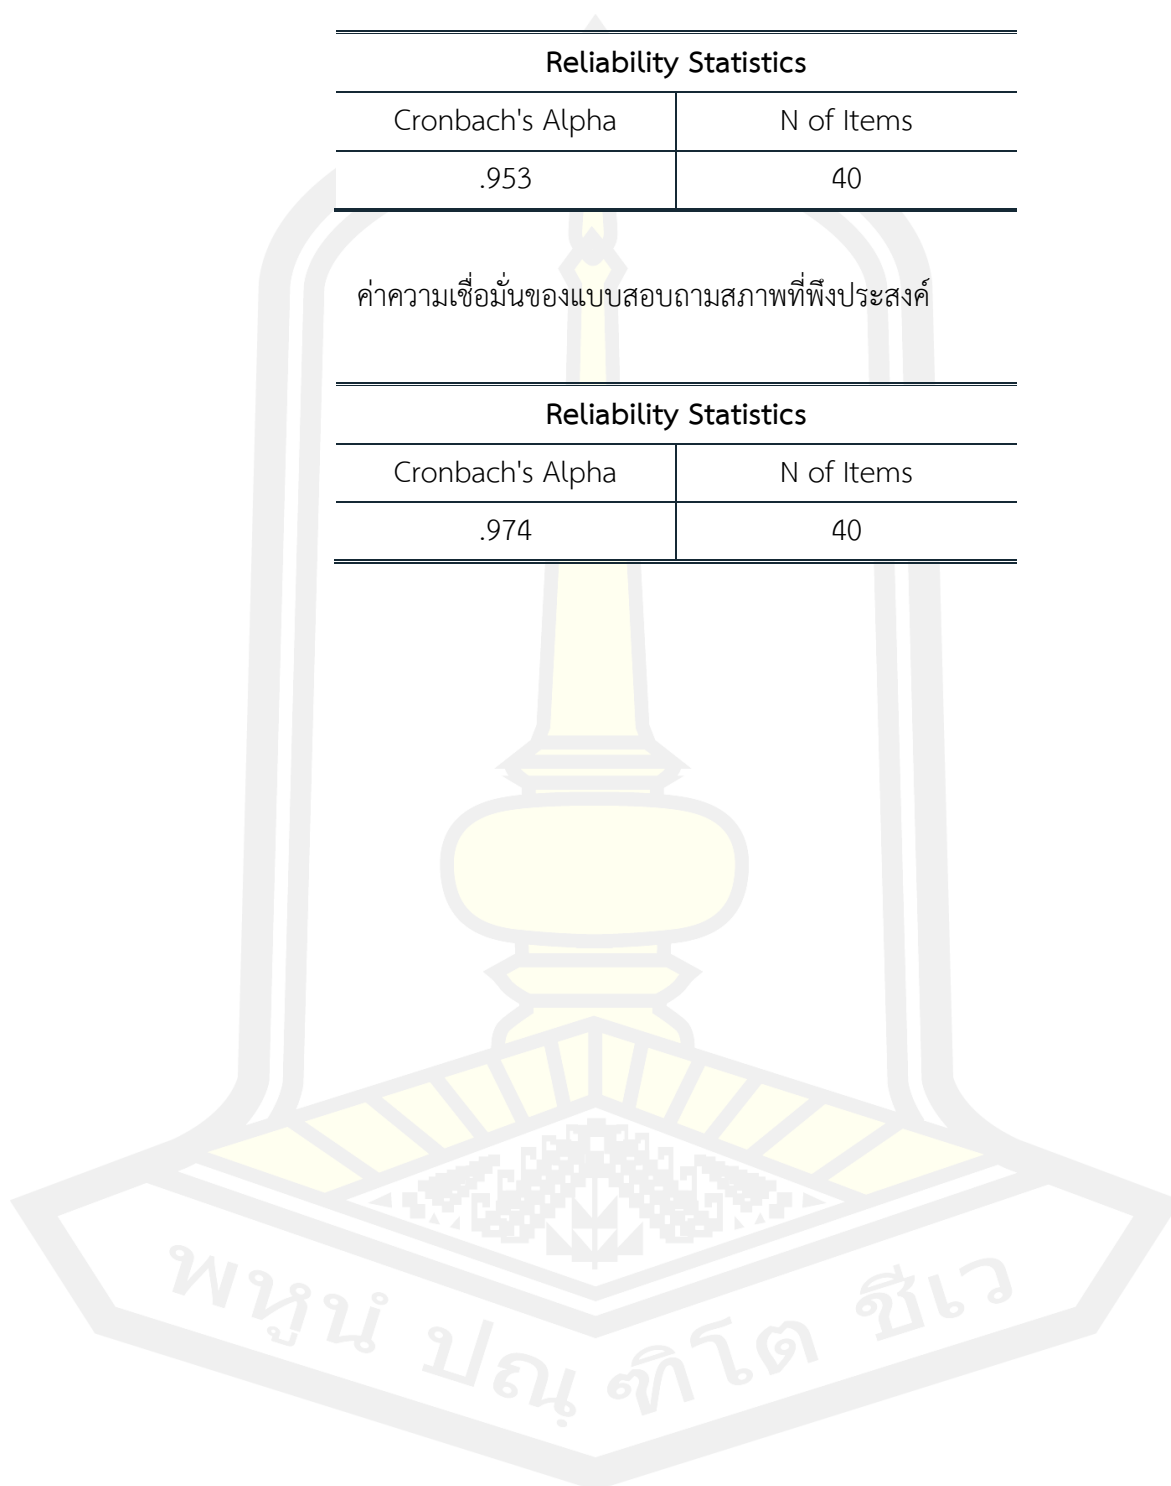 Reliability Statistics
Cronbach's Alpha N of Items
.953 40
ค่าความเชื่อมั่นของแบบสอบถามสภาพที่พึงประสงค์
Reliability Statistics
Cronbach's Alpha N of Items
.974 40
พหูนํ ปณฺฑิโต ชีเว